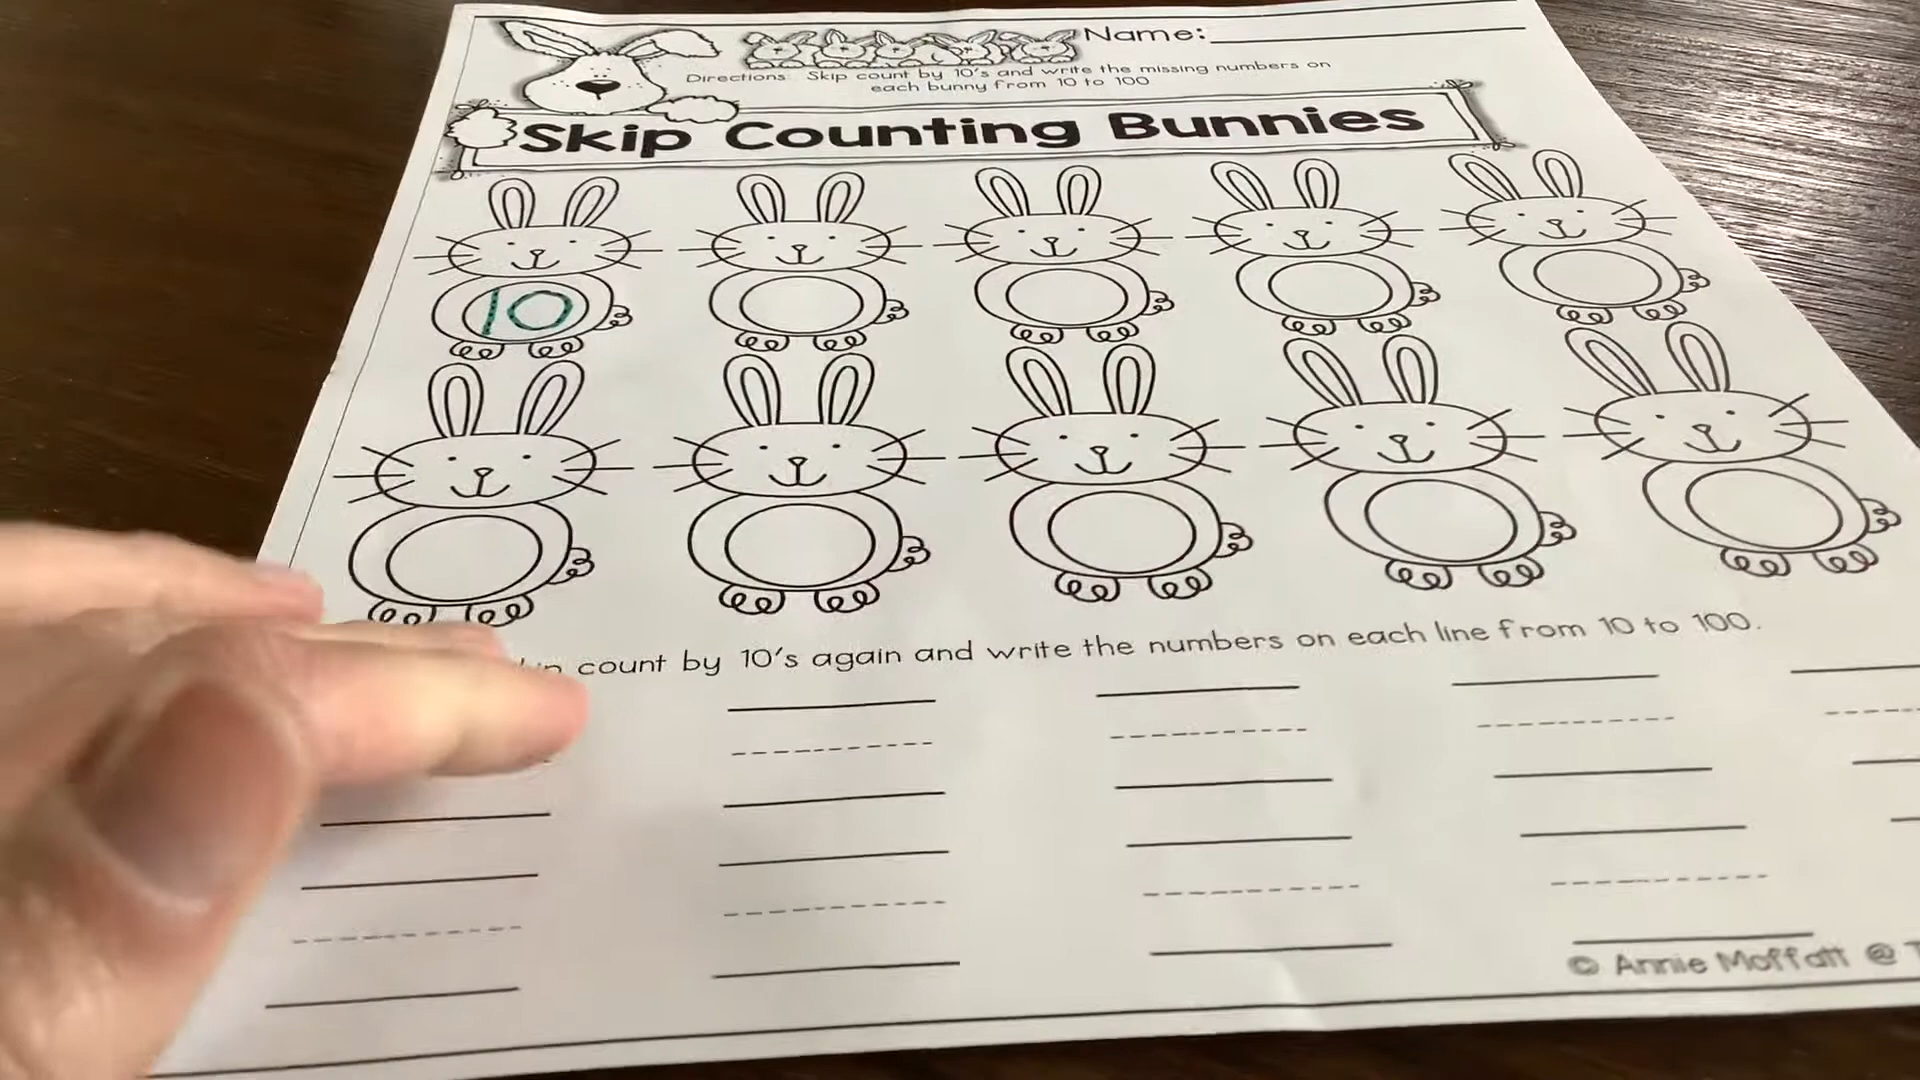 Name:
Directions: Skip count by 10's and write the missing numbers on
each bunny from 10 to 100
Skip Counting Bunnies
10
count by 10's again and write the numbers on each line from 10 to 100.
© Annie Moffatt @